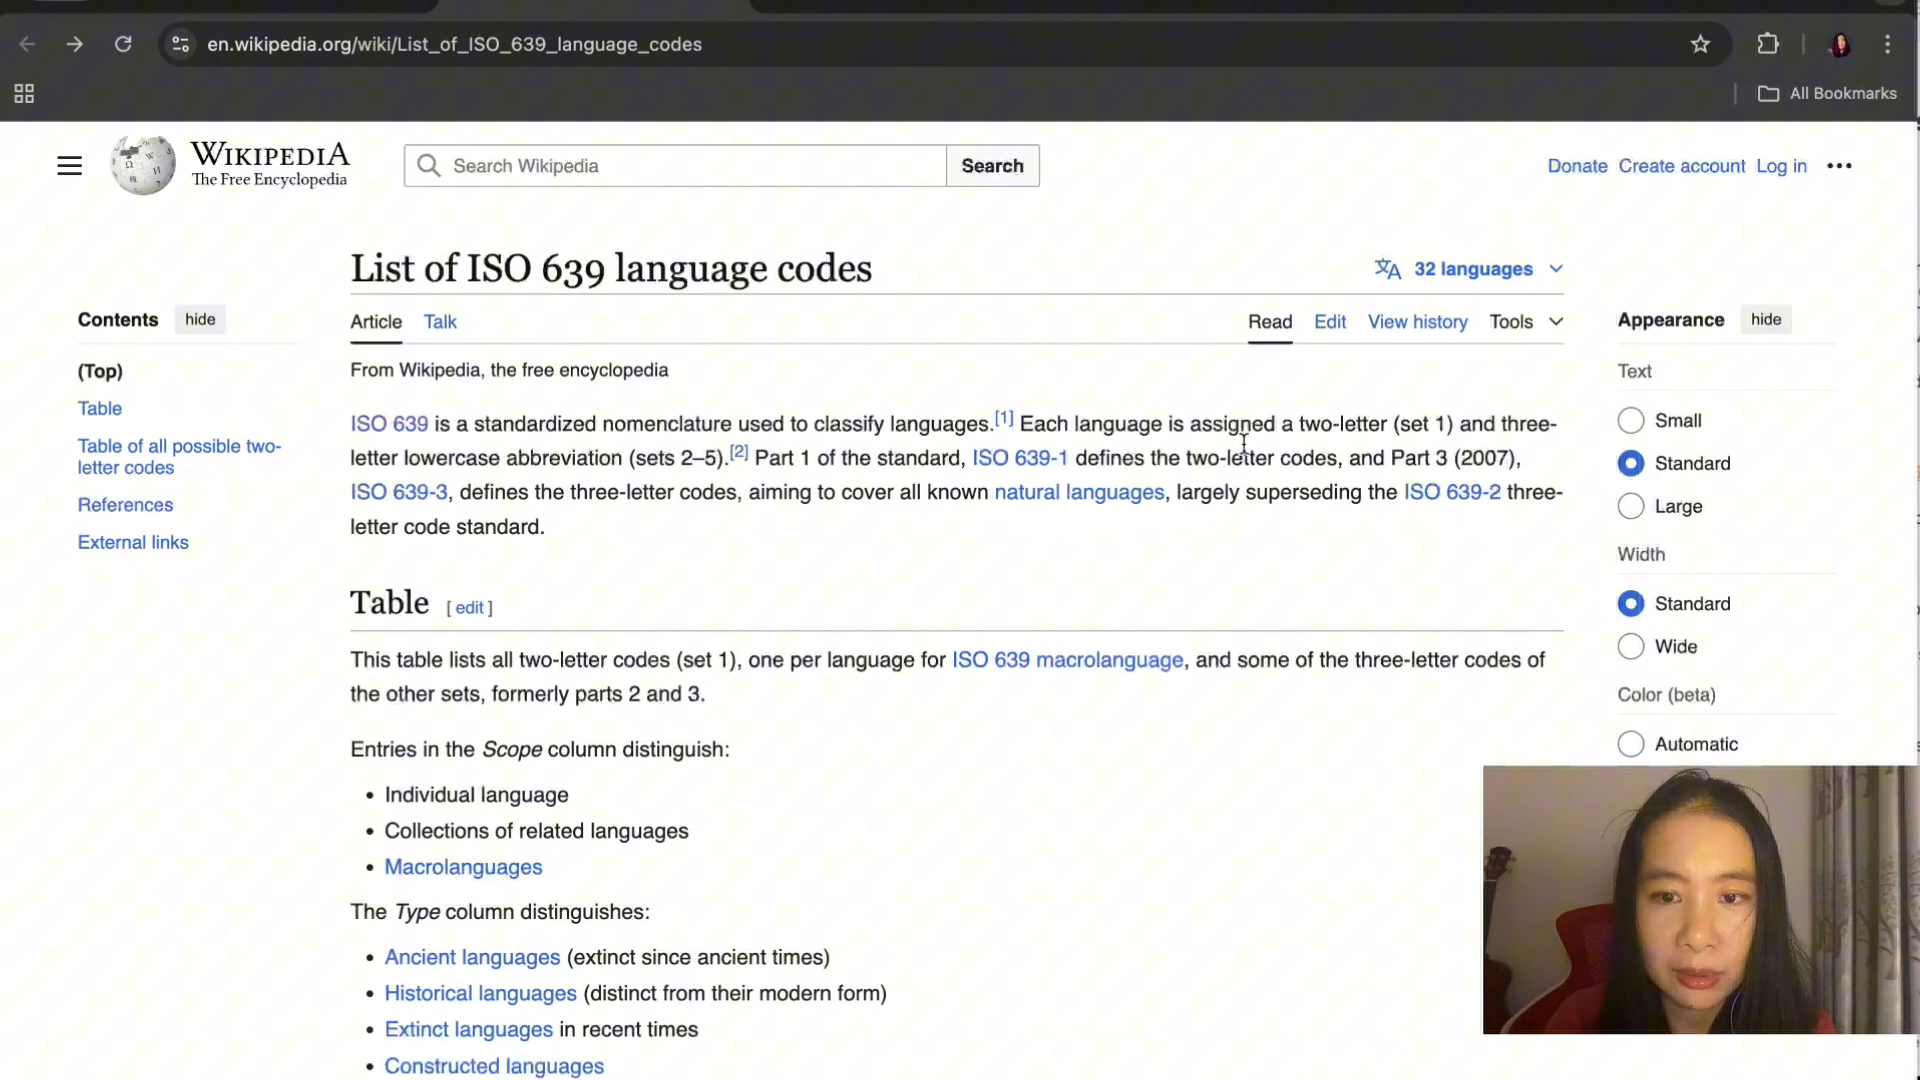 en.wikipedia.org/wiki/List_of_ISO_639_language_codes
All Bookmarks
WIKIPEDIA
The Free Encyclopedia
Search Wikipedia
Search
Donate Create account Log in
List of ISO 639 language codes
32 languages
Contents hide
Article Talk
Read Edit View history Tools
Appearance hide
(Top)
Table
Table of all possible two-
letter codes
References
External links
From Wikipedia, the free encyclopedia
ISO 639 is a standardized nomenclature used to classify languages.[1] Each language is assigned a two-letter (set 1) and three-
letter lowercase abbreviation (sets 2–5).[2] Part 1 of the standard, ISO 639-1 defines the two-letter codes, and Part 3 (2007),
ISO 639-3, defines the three-letter codes, aiming to cover all known natural languages, largely superseding the ISO 639-2 three-
letter code standard.
Table [ edit ]
This table lists all two-letter codes (set 1), one per language for ISO 639 macrolanguage, and some of the three-letter codes of
the other sets, formerly parts 2 and 3.
Entries in the Scope column distinguish:
• Individual language
• Collections of related languages
• Macrolanguages
The Type column distinguishes:
• Ancient languages (extinct since ancient times)
• Historical languages (distinct from their modern form)
• Extinct languages in recent times
• Constructed languages
Text
Small
Standard
Large
Width
Standard
Wide
Color (beta)
Automatic